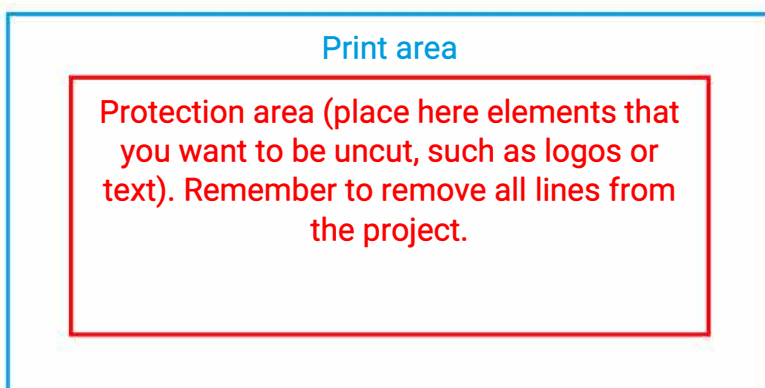 Print area
Protection area (place here elements that
you want to be uncut, such as logos or
text). Remember to remove all lines from
the project.